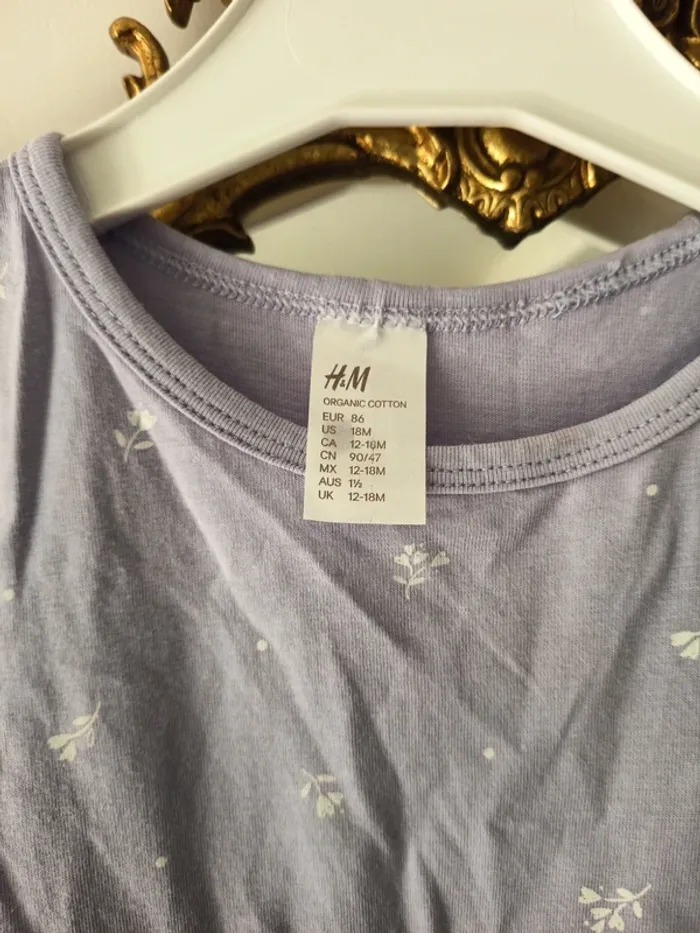 H&M
ORGANIC COTTON
EUR 86
US 18M
CA 12-18M
CN 90/47
MX 12-18M
AUS 1½
UK 12-18M